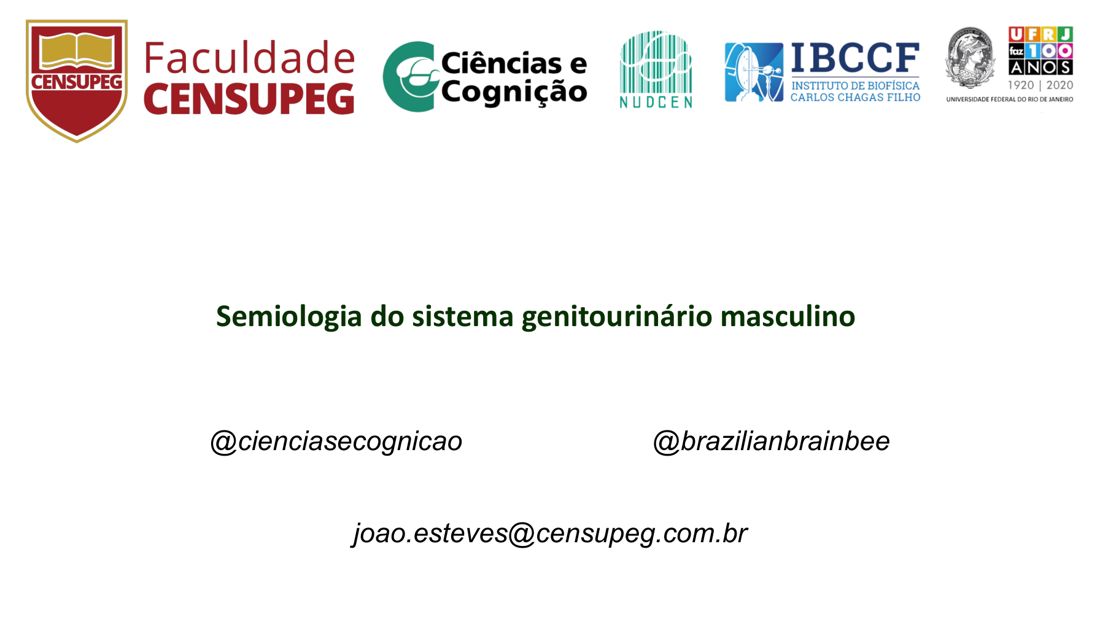 CENSUPEG
Faculdade
CENSUPEG
Ciências e
Cognição
NUDCEN
IBCCF
INSTITUTO DE BIOFÍSICA
CARLOS CHAGAS FILHO
UFRJ
faz 100
ANOS
1920 | 2020
UNIVERSIDADE FEDERAL DO RIO DE JANEIRO
Semiologia do sistema genitourinário masculino
@cienciasecognicao @brazilianbrainbee
joao.esteves@censupeg.com.br